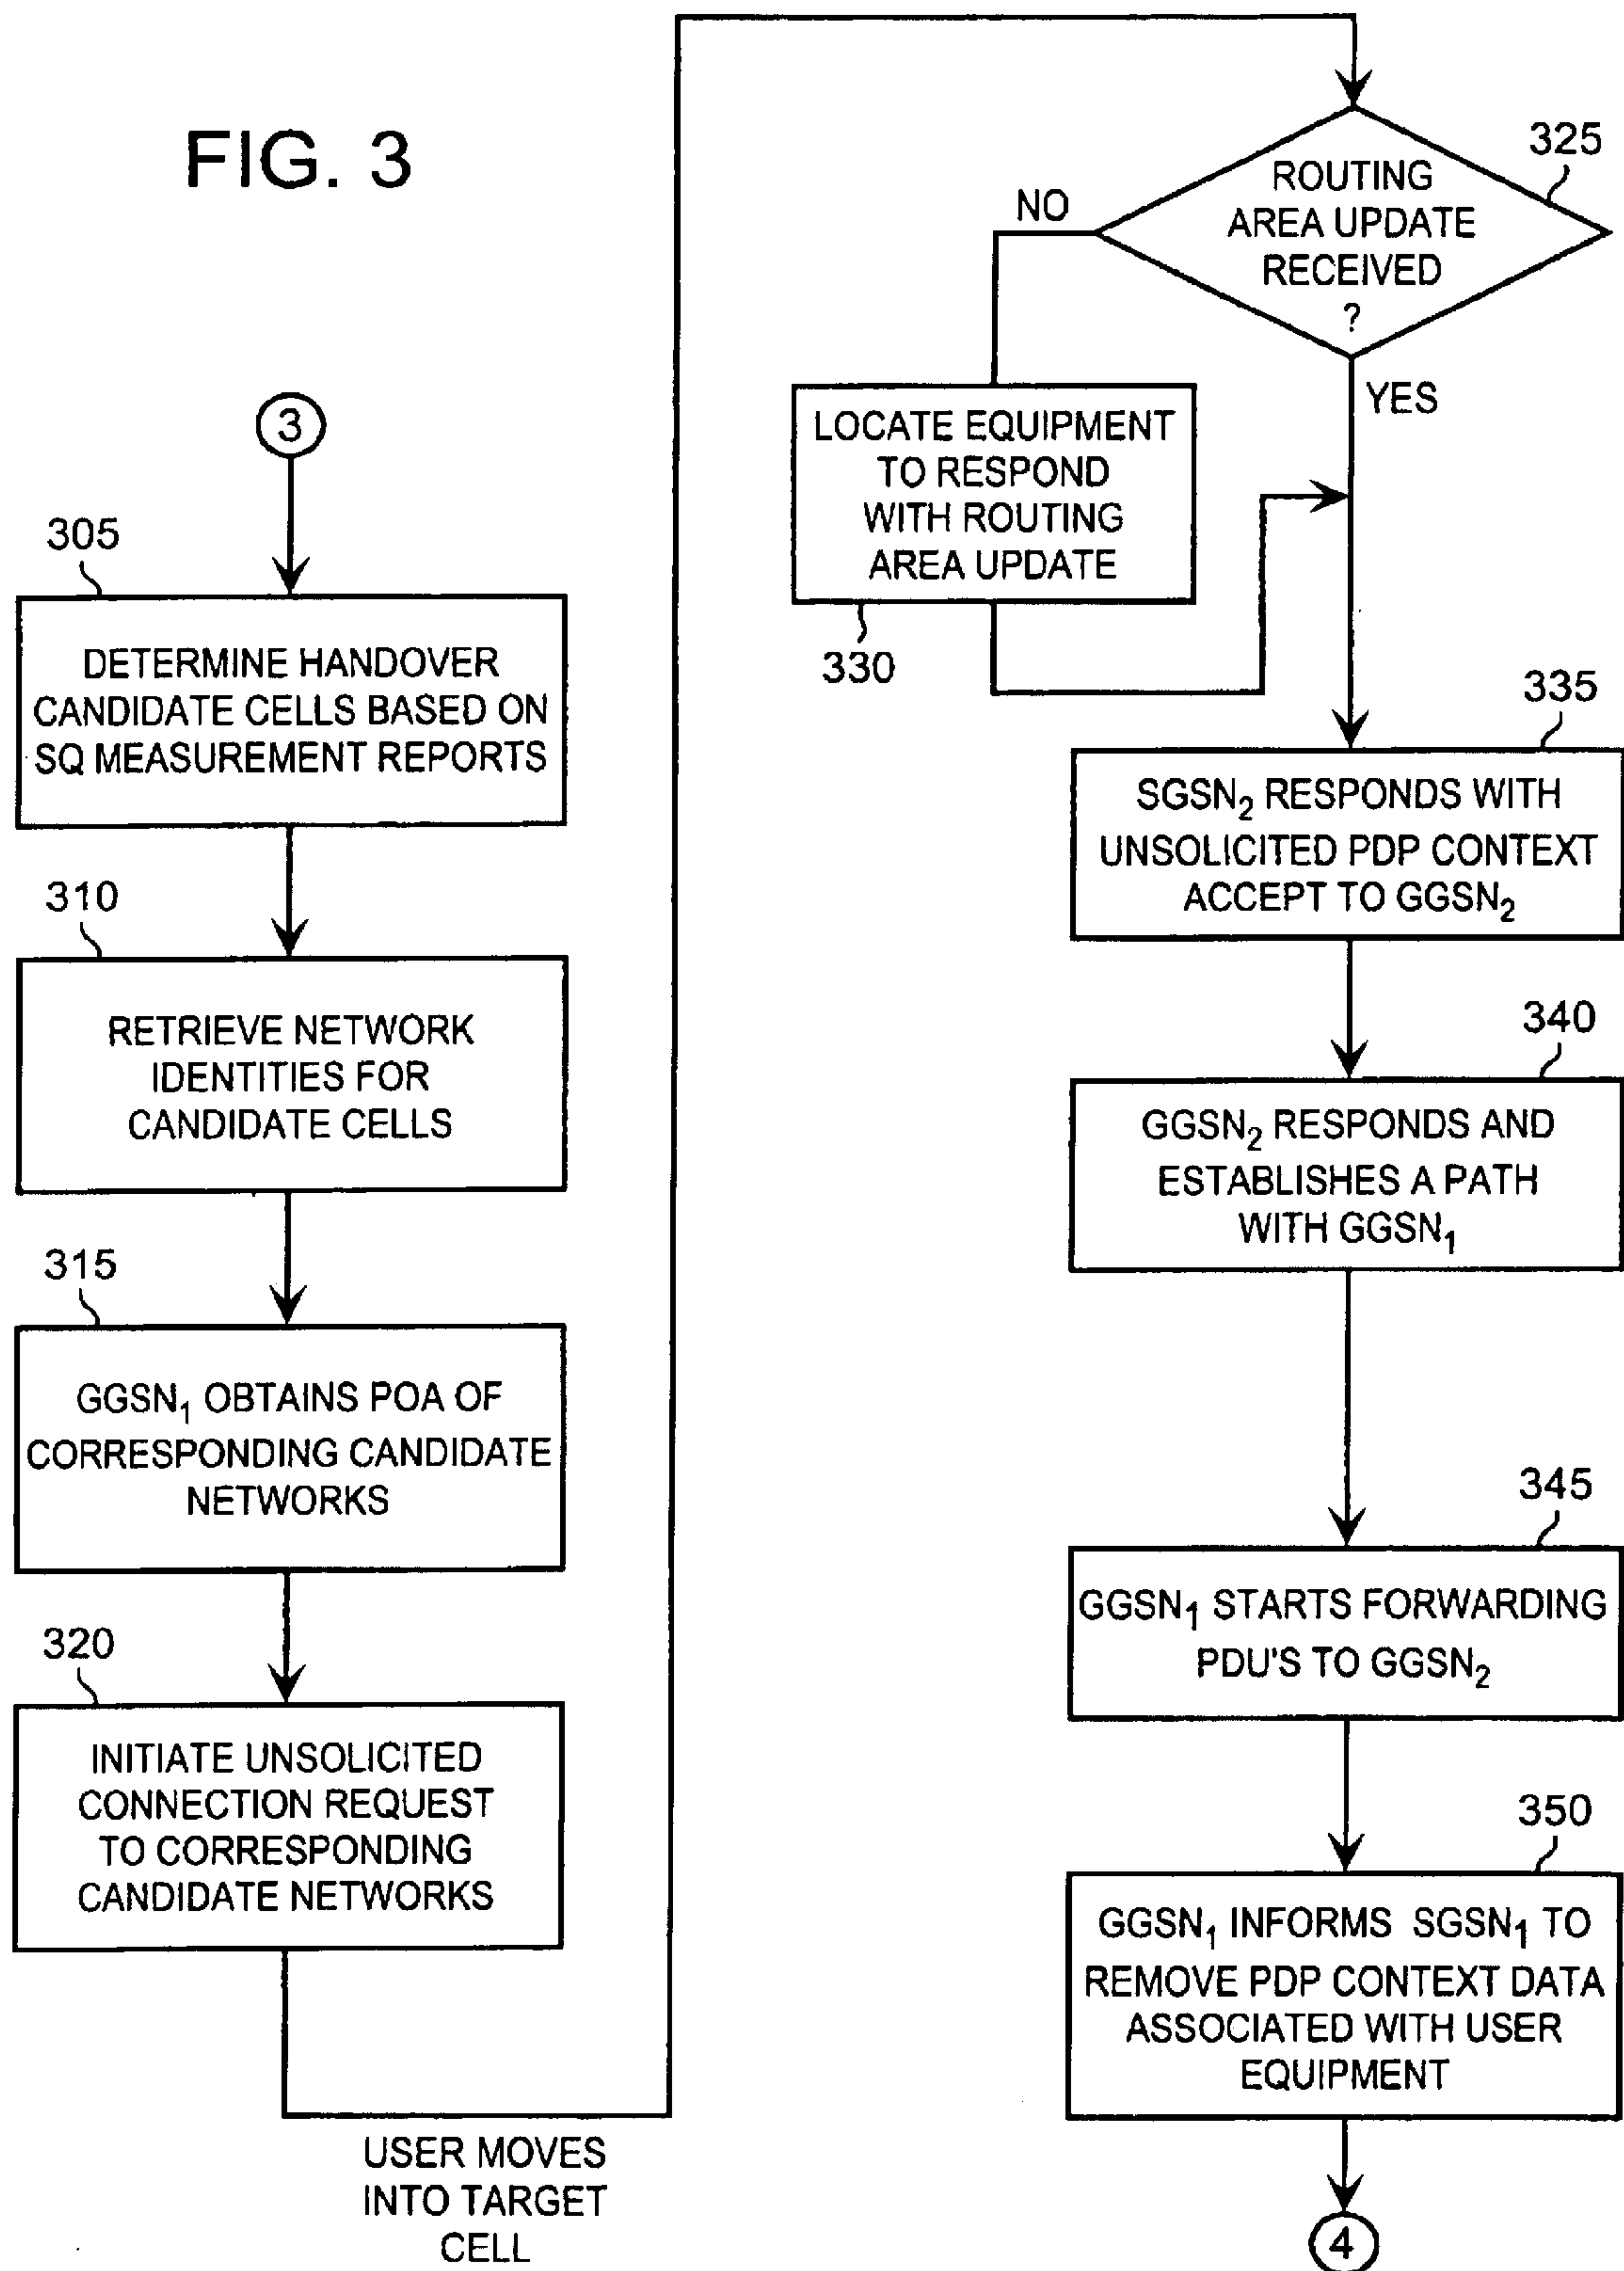 FIG. 3
3
305
DETERMINE HANDOVER
CANDIDATE CELLS BASED ON
SQ MEASUREMENT REPORTS
310
RETRIEVE NETWORK
IDENTITIES FOR
CANDIDATE CELLS
315
GGSN1 OBTAINS POA OF
CORRESPONDING CANDIDATE
NETWORKS
320
INITIATE UNSOLICITED
CONNECTION REQUEST
TO CORRESPONDING
CANDIDATE NETWORKS
USER MOVES
INTO TARGET
CELL
325
ROUTING
AREA UPDATE
RECEIVED
?
NO
YES
LOCATE EQUIPMENT
TO RESPOND
WITH ROUTING
AREA UPDATE
330
335
SGSN2 RESPONDS WITH
UNSOLICITED PDP CONTEXT
ACCEPT TO GGSN2
340
GGSN2 RESPONDS AND
ESTABLISHES A PATH
WITH GGSN1
345
GGSN1 STARTS FORWARDING
PDU'S TO GGSN2
350
GGSN1 INFORMS SGSN1 TO
REMOVE PDP CONTEXT DATA
ASSOCIATED WITH USER
EQUIPMENT
4